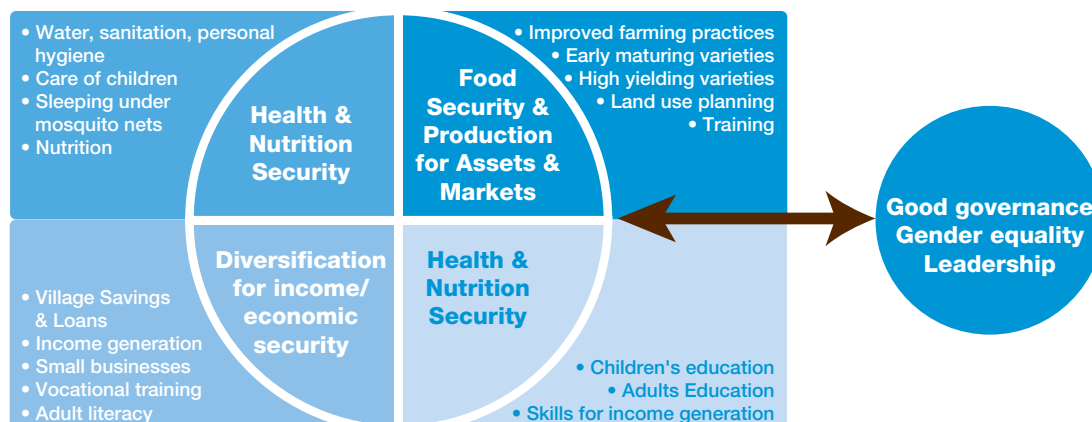 • Water, sanitation, personal
hygiene
• Care of children
• Sleeping under
mosquito nets
• Nutrition
Health &
Nutrition
Security
Food
Security &
Production
for Assets &
Markets
• Improved farming practices
• Early maturing varieties
• High yielding varieties
• Land use planning
• Training
Good governance
Gender equality
Leadership
• Village Savings
& Loans
• Income generation
• Small businesses
• Vocational training
• Adult literacy
Diversification
for income/
economic
security
Health &
Nutrition
Security
• Children's education
• Adults Education
• Skills for income generation